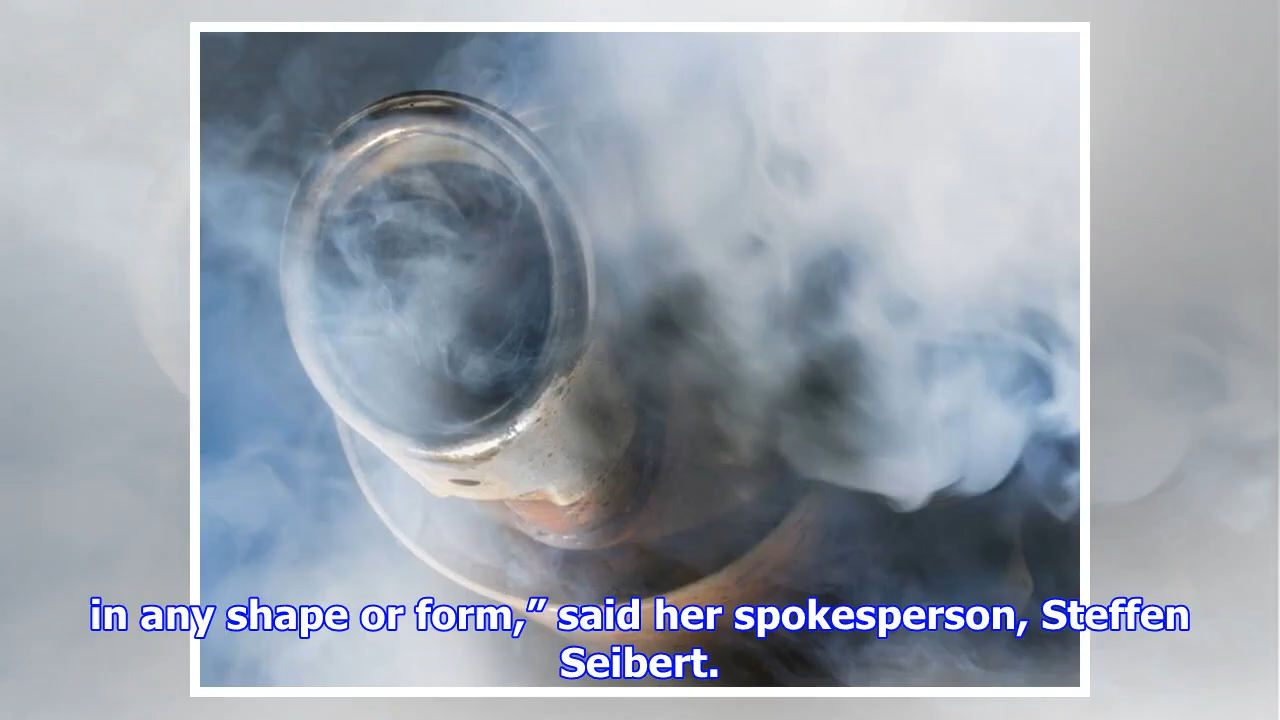 in any shape or form,” said her spokesperson, Steffen
Seibert.